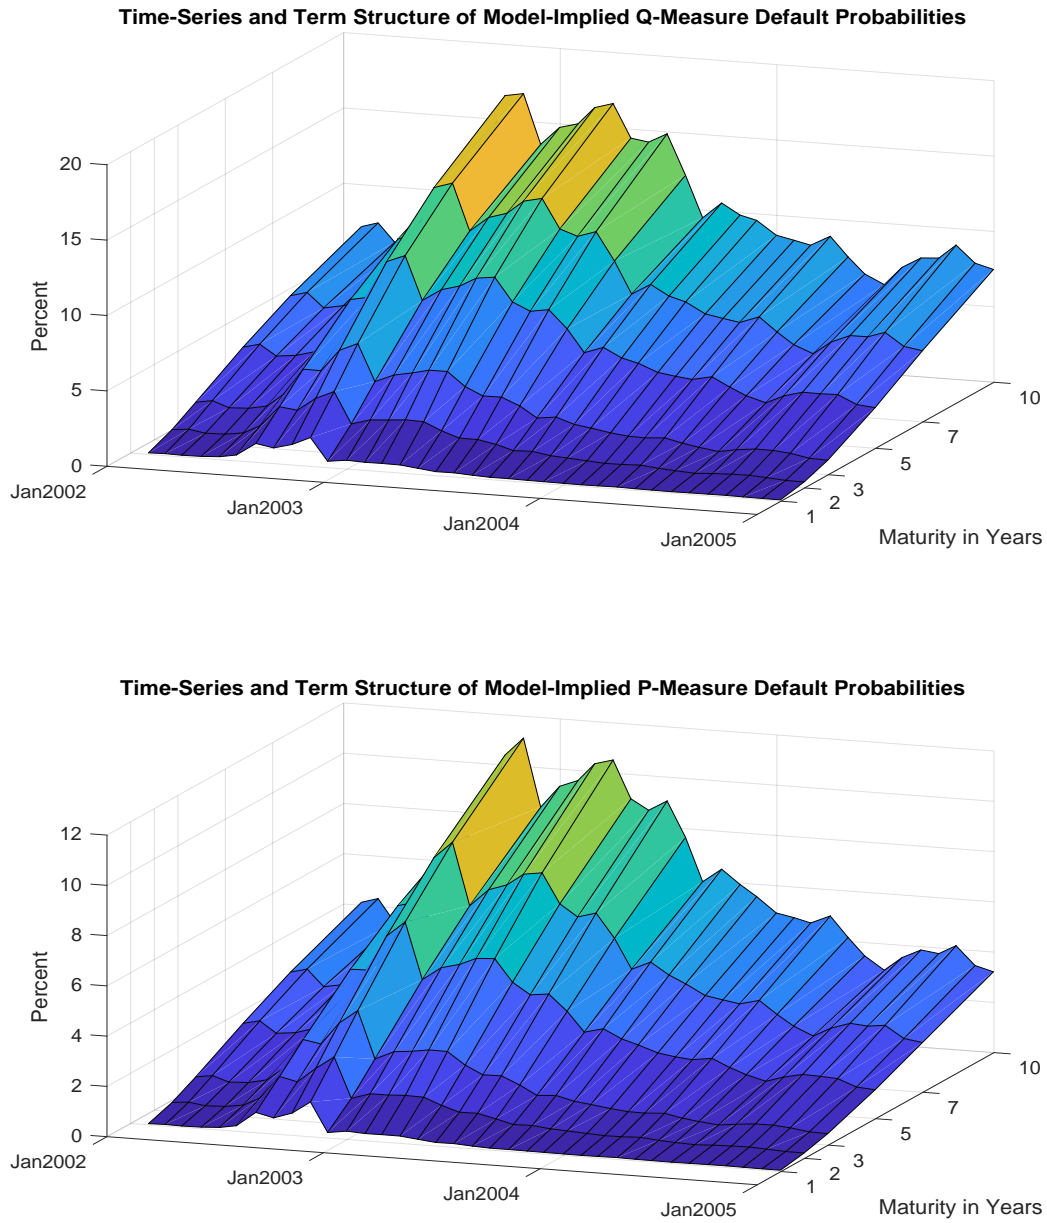 Time-Series and Term Structure of Model-Implied Q-Measure Default Probabilities
20
15
10
5
0
Percent
Jan2002
Jan2003
Jan2004
Jan2005
1
2
3
5
7
10
Maturity in Years
Time-Series and Term Structure of Model-Implied P-Measure Default Probabilities
12
10
8
6
4
2
0
Percent
Jan2002
Jan2003
Jan2004
Jan2005
1
2
3
5
7
10
Maturity in Years